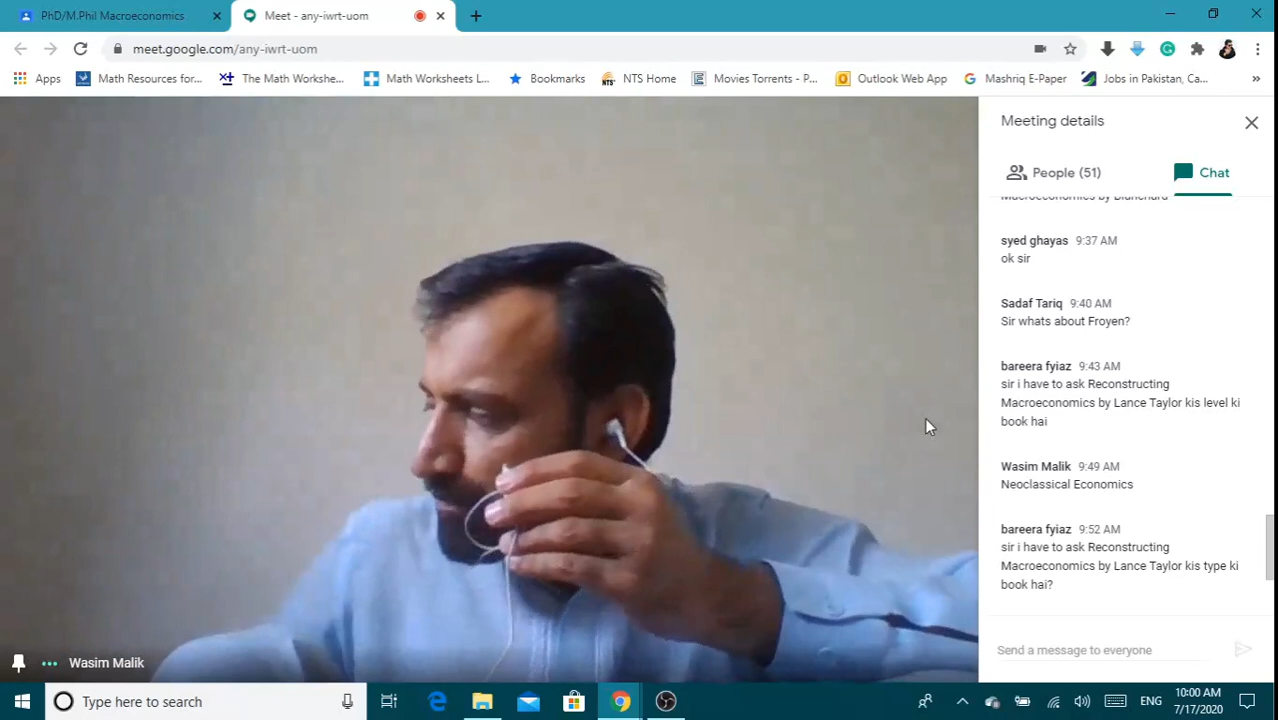 PhD/M.Phil Macroeconomics
Meet - any-iwrt-uom
meet.google.com/any-iwrt-uom
Apps
Math Resources for...
The Math Workshe...
Math Worksheets L...
Bookmarks
NTS Home
Movies Torrents - P...
Outlook Web App
Mashriq E-Paper
Jobs in Pakistan, Ca...
Meeting details
People (51)
Chat
Macroeconomics by Blanchard
syed ghayas 9:37 AM
ok sir
Sadaf Tariq 9:40 AM
Sir whats about Froyen?
bareera fyiaz 9:43 AM
sir i have to ask Reconstructing
Macroeconomics by Lance Taylor kis level ki
book hai
Wasim Malik 9:49 AM
Neoclassical Economics
bareera fyiaz 9:52 AM
sir i have to ask Reconstructing
Macroeconomics by Lance Taylor kis type ki
book hai?
Send a message to everyone
Wasim Malik
Type here to search
ENG
10:00 AM
7/17/2020